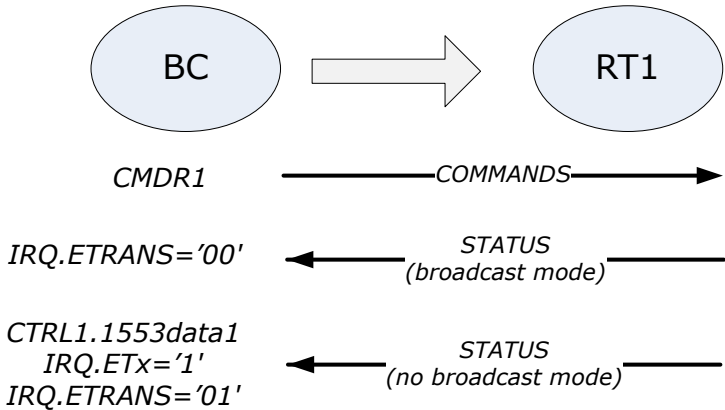 BC
RT1
CMDR1
COMMANDS
IRQ.ETRANS='00'
STATUS
(broadcast mode)
CTRL1.1553data1
IRQ.ETx='1'
IRQ.ETRANS='01'
STATUS
(no broadcast mode)